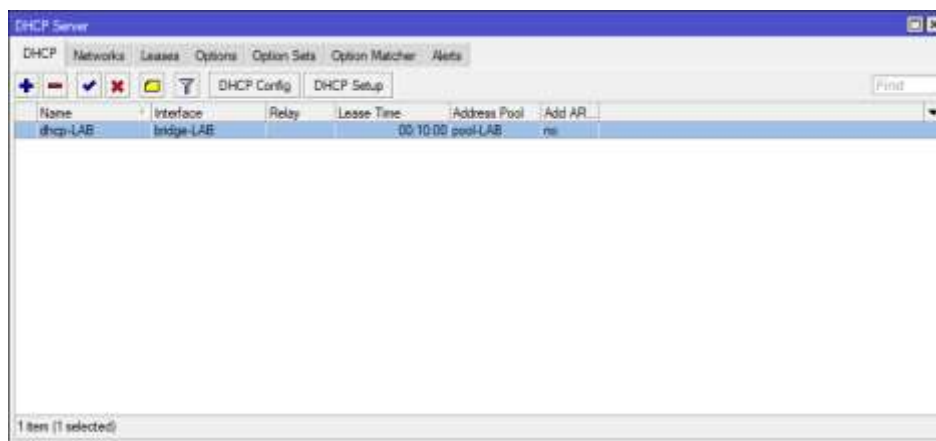 DHCP Server
DHCP Networks Leases Options Option Sets Option Matcher Alerts
DHCP Config DHCP Setup Find
Name Interface Relay Lease Time Address Pool Add AR...
dhcp-LAB bridge-LAB 00:10:00 pool-LAB no
1 item (1 selected)